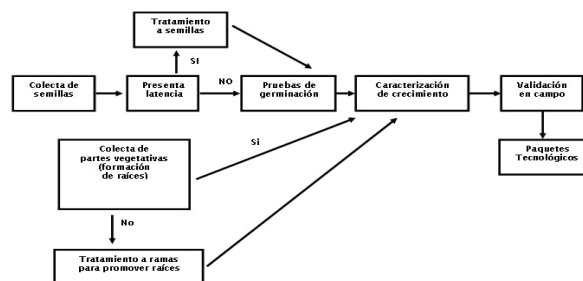 Tratamiento
a semillas
SI
Colecta de
semillas
Presenta
latencia
NO
Pruebas de
germinación
Caracterización
de crecimiento
Validación
en campo
Colecta de
partes vegetativas
(formación
de raíces)
Si
Paquetes
Tecnológicos
No
Tratamiento a ramas
para promover raíces